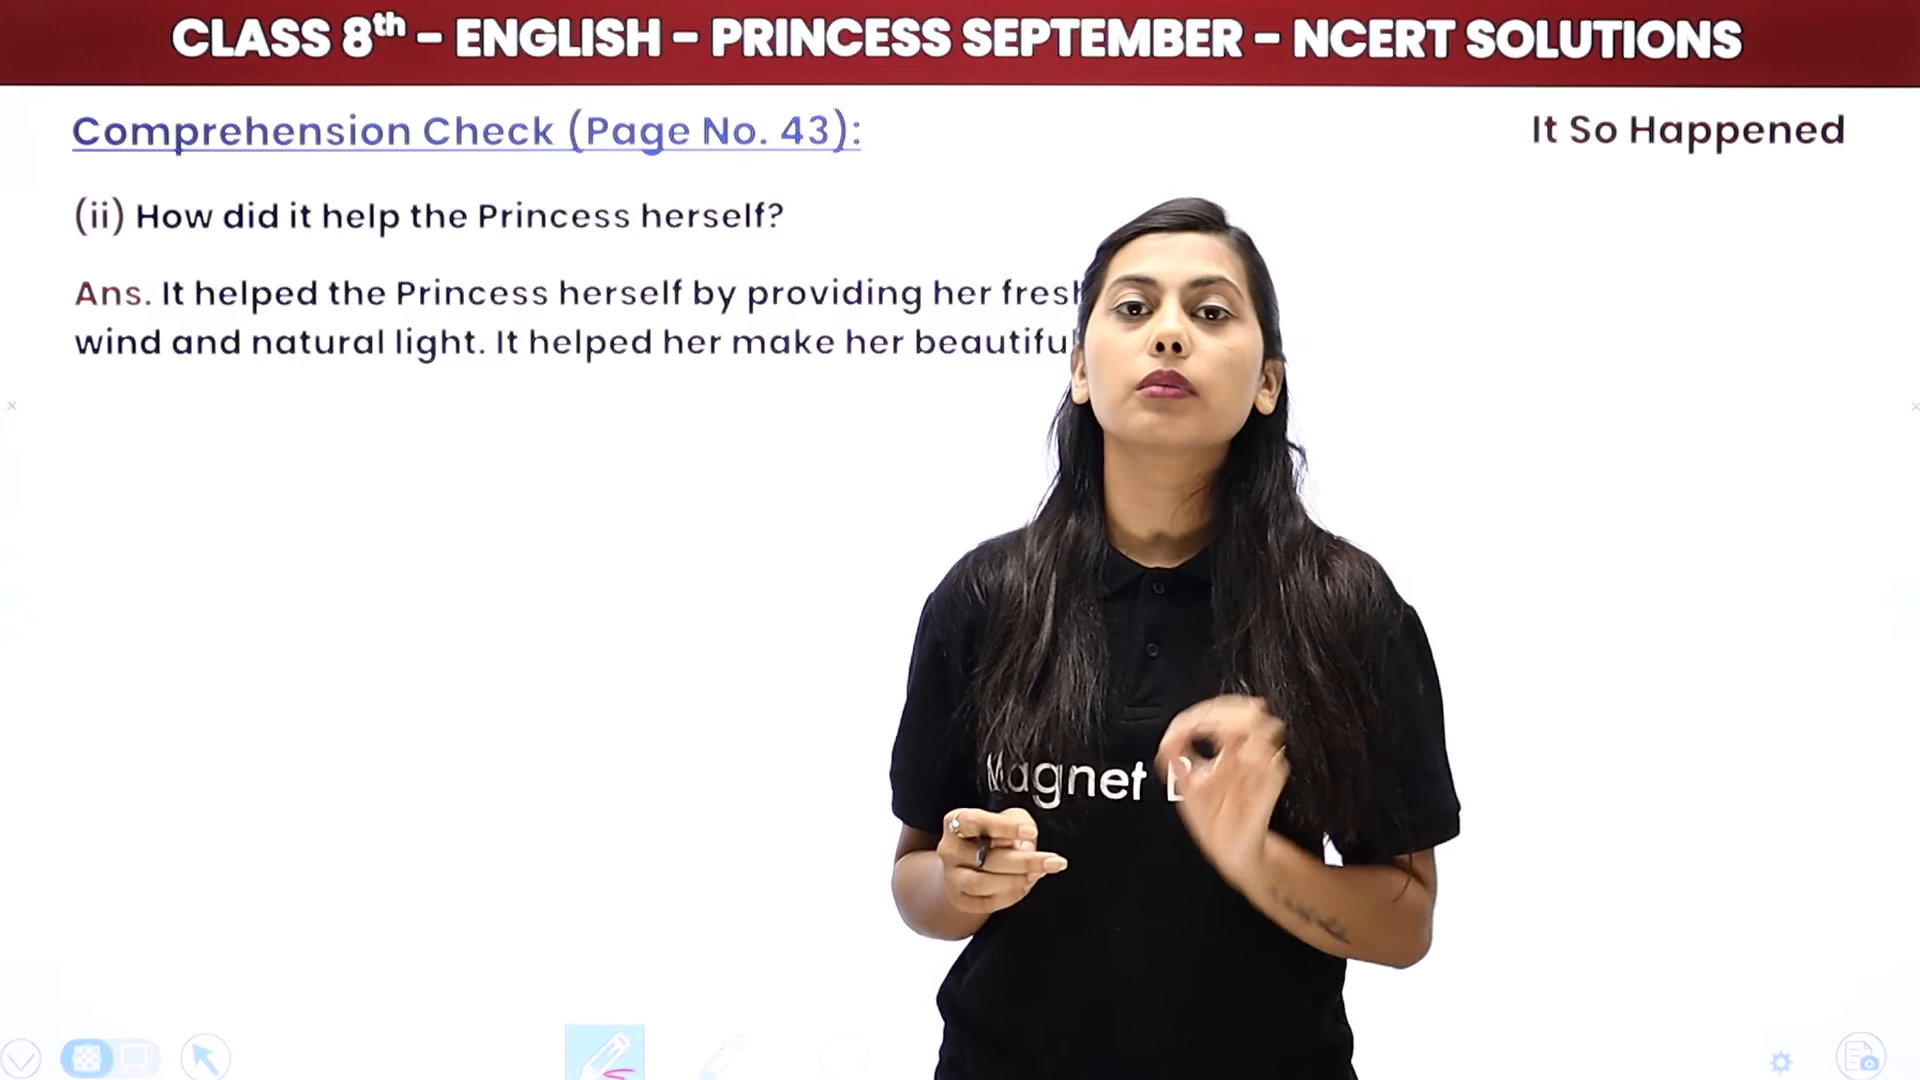 CLASS 8th - ENGLISH - PRINCESS SEPTEMBER - NCERT SOLUTIONS
Comprehension Check (Page No. 43):
It So Happened
(ii) How did it help the Princess herself?
Ans. It helped the Princess herself by providing her fresh
wind and natural light. It helped her make her beautiful
Magnet